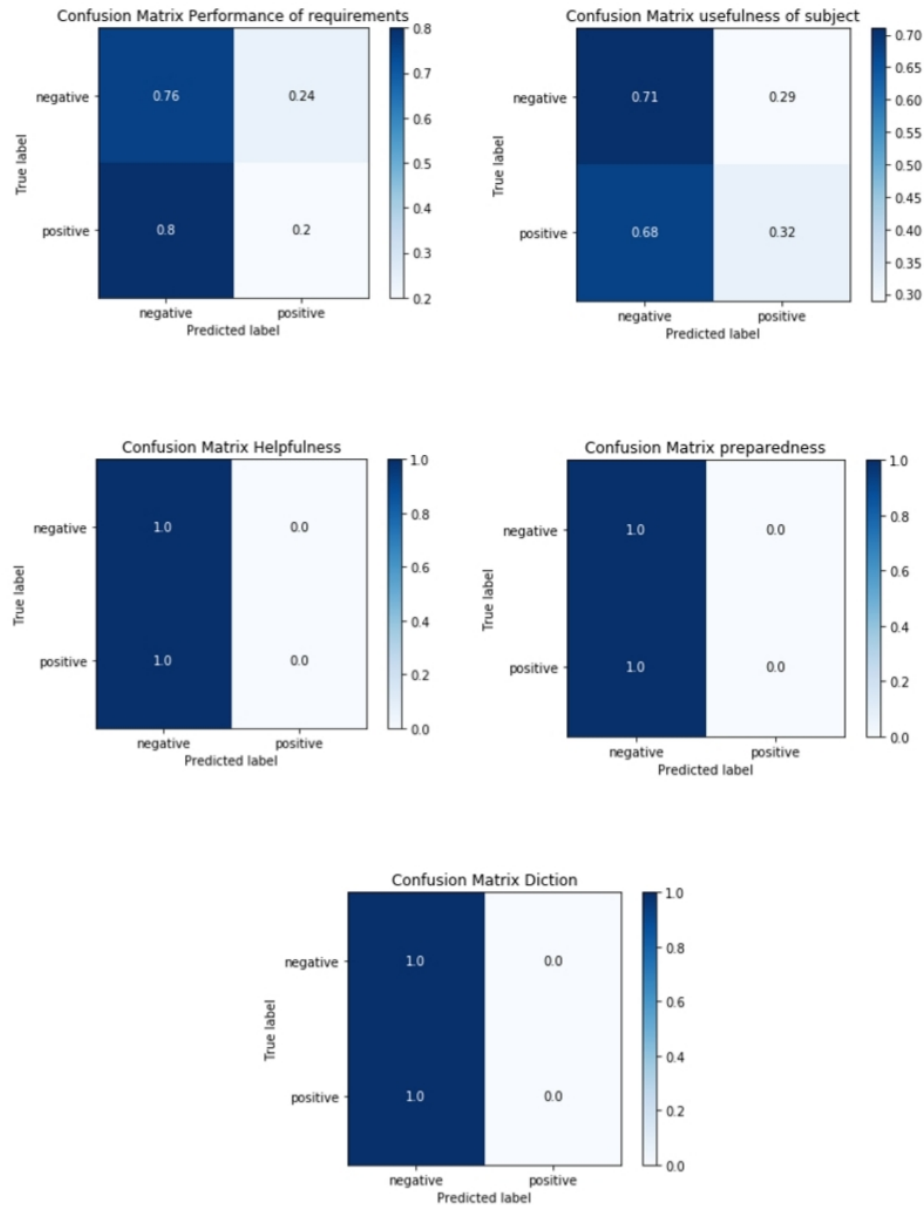 Confusion Matrix Performance of requirements
negative
positive
True label
0.76 0.24
0.8 0.2
negative positive
Predicted label
0.8
0.7
0.6
0.5
0.4
0.3
0.2
Confusion Matrix usefulness of subject
negative
positive
True label
0.71 0.29
0.68 0.32
negative positive
Predicted label
0.70
0.65
0.60
0.55
0.50
0.45
0.40
0.35
0.30
Confusion Matrix Helpfulness
negative
positive
True label
1.0 0.0
1.0 0.0
negative positive
Predicted label
1.0
0.8
0.6
0.4
0.2
0.0
Confusion Matrix preparedness
negative
positive
True label
1.0 0.0
1.0 0.0
negative positive
Predicted label
1.0
0.8
0.6
0.4
0.2
0.0
Confusion Matrix Diction
negative
positive
True label
1.0 0.0
1.0 0.0
negative positive
Predicted label
1.0
0.8
0.6
0.4
0.2
0.0